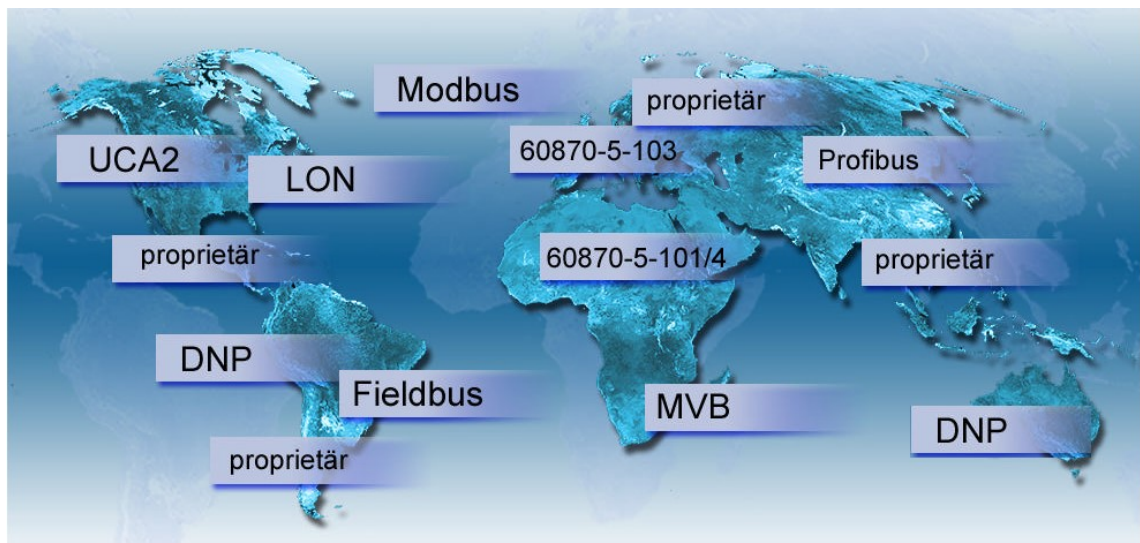 Modbus
proprietär
UCA2
LON
60870-5-103
Profibus
proprietär
60870-5-101/4
proprietär
DNP
Fieldbus
MVB
DNP
proprietär